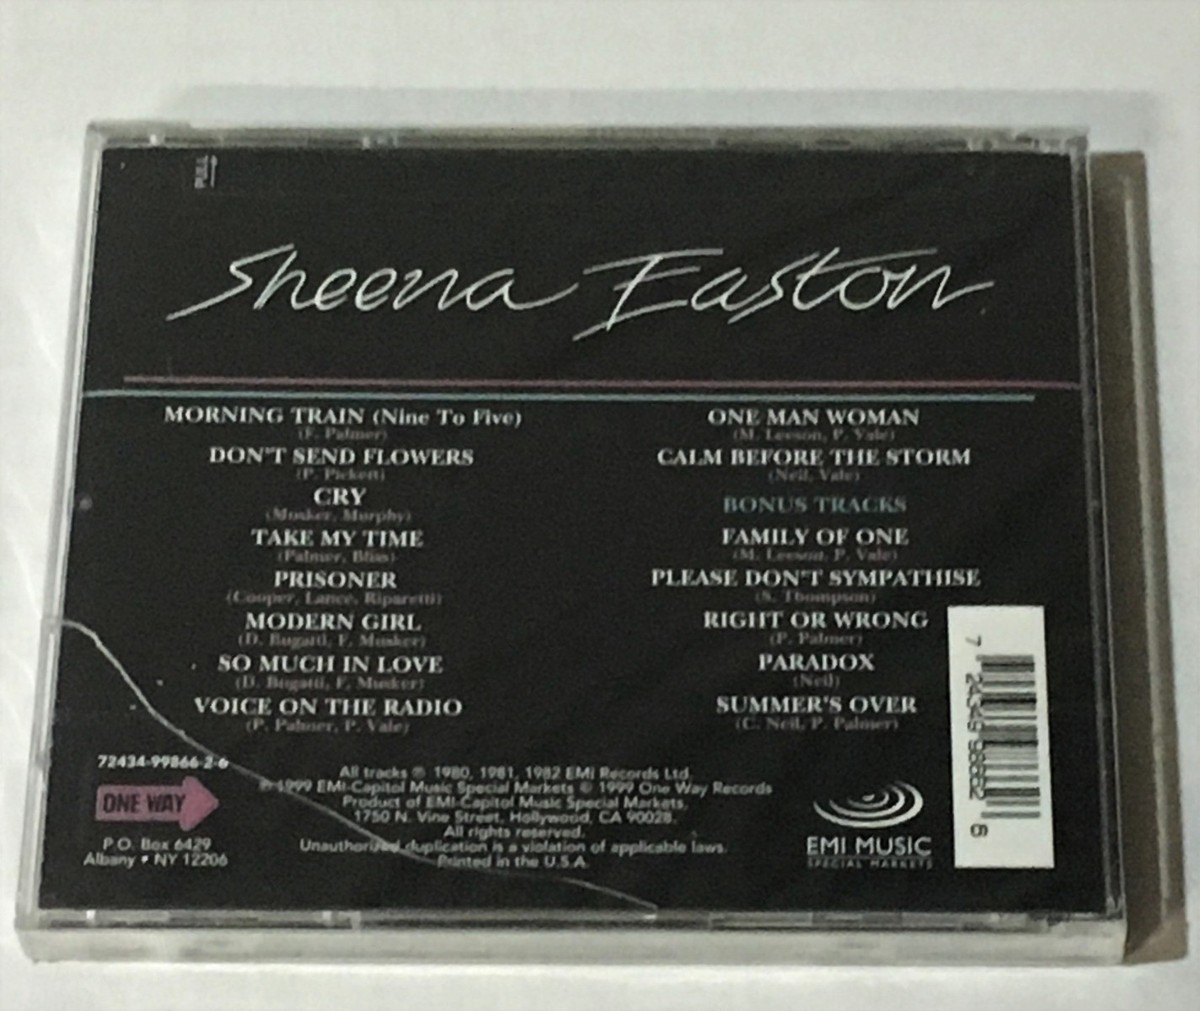 PULL
Sheena Easton
MORNING TRAIN (Nine To Five)
(F. Palmer)
DON'T SEND FLOWERS
(P. Pickett)
CRY
(Musker, Murphy)
TAKE MY TIME
(Palmer, Bliss)
PRISONER
(Cooper, Lance, Riparetti)
MODERN GIRL
(D. Bugatti, F. Musker)
SO MUCH IN LOVE
(D. Bugatti, F. Musker)
VOICE ON THE RADIO
(P. Palmer, P. Vale)
ONE MAN WOMAN
(M. Leeson, P. Vale)
CALM BEFORE THE STORM
(Neil, Vale)
BONUS TRACKS
FAMILY OF ONE
(M. Leeson, P. Vale)
PLEASE DON'T SYMPATHISE
(S. Thompson)
RIGHT OR WRONG
(P. Palmer)
PARADOX
(Neil)
SUMMER'S OVER
(C. Neil, P. Palmer)
72434-99866-2-6
ONE WAY
P.O. Box 6429
Albany • NY 12206
All tracks ℗ 1980, 1981, 1982 EMI Records Ltd.
℗ 1999 EMI-Capitol Music Special Markets © 1999 One Way Records
Product of EMI-Capitol Music Special Markets,
1750 N. Vine Street, Hollywood, CA 90028.
All rights reserved.
Unauthorized duplication is a violation of applicable laws.
Printed in the U.S.A.
EMI MUSIC
SPECIAL MARKETS
7 24349 98662 6